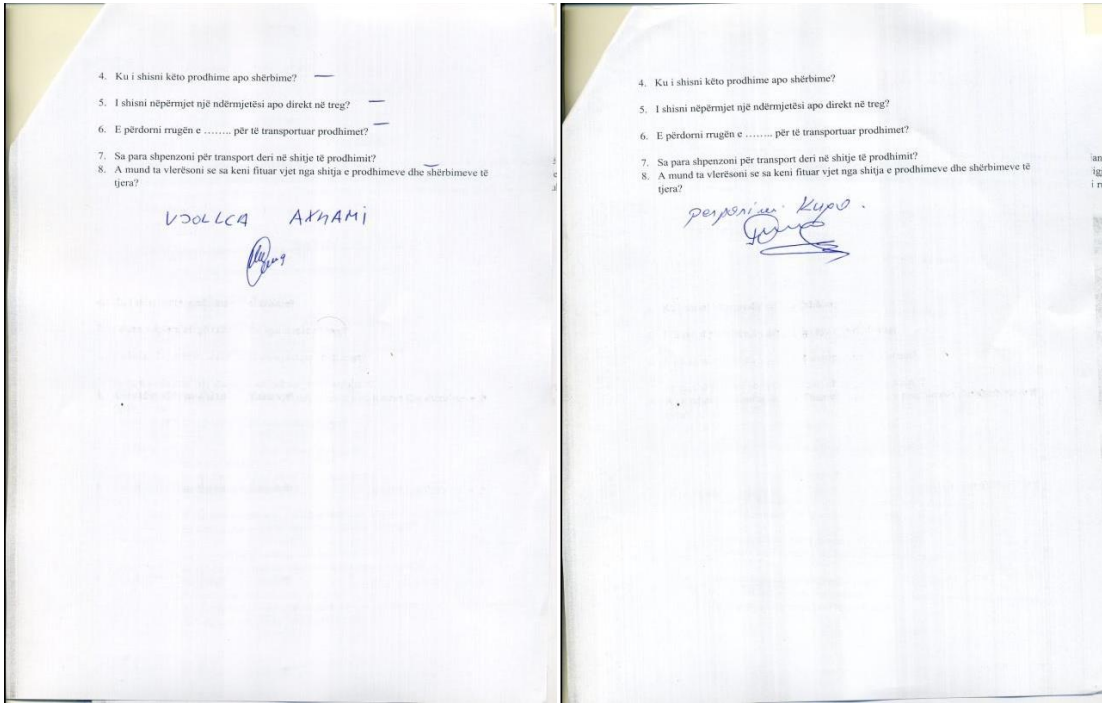 4. Ku i shisni këto prodhime apo shërbime? —
5. I shisni nëpërmjet një ndërmjetësi apo direkt në treg? —
6. E përdorni rrugën e ........ për të transportuar prodhimet? —
7. Sa para shpenzoni për transport deri në shitje të prodhimit? —
8. A mund ta vlerësoni se sa keni fituar vjet nga shitja e prodhimeve dhe shërbimeve të
tjera?
VJOLLCA
4. Ku i shisni këto prodhime apo shërbime?
5. I shisni nëpërmjet një ndërmjetësi apo direkt në treg?
6. E përdorni rrugën e ........ për të transportuar prodhimet?
7. Sa para shpenzoni për transport deri në shitje të prodhimit?
8. A mund ta vlerësoni se sa keni fituar vjet nga shitja e prodhimeve dhe shërbimeve të
tjera?